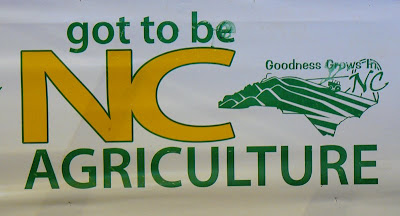 got to be
NC
AGRICULTURE
Goodness Grows In
NC